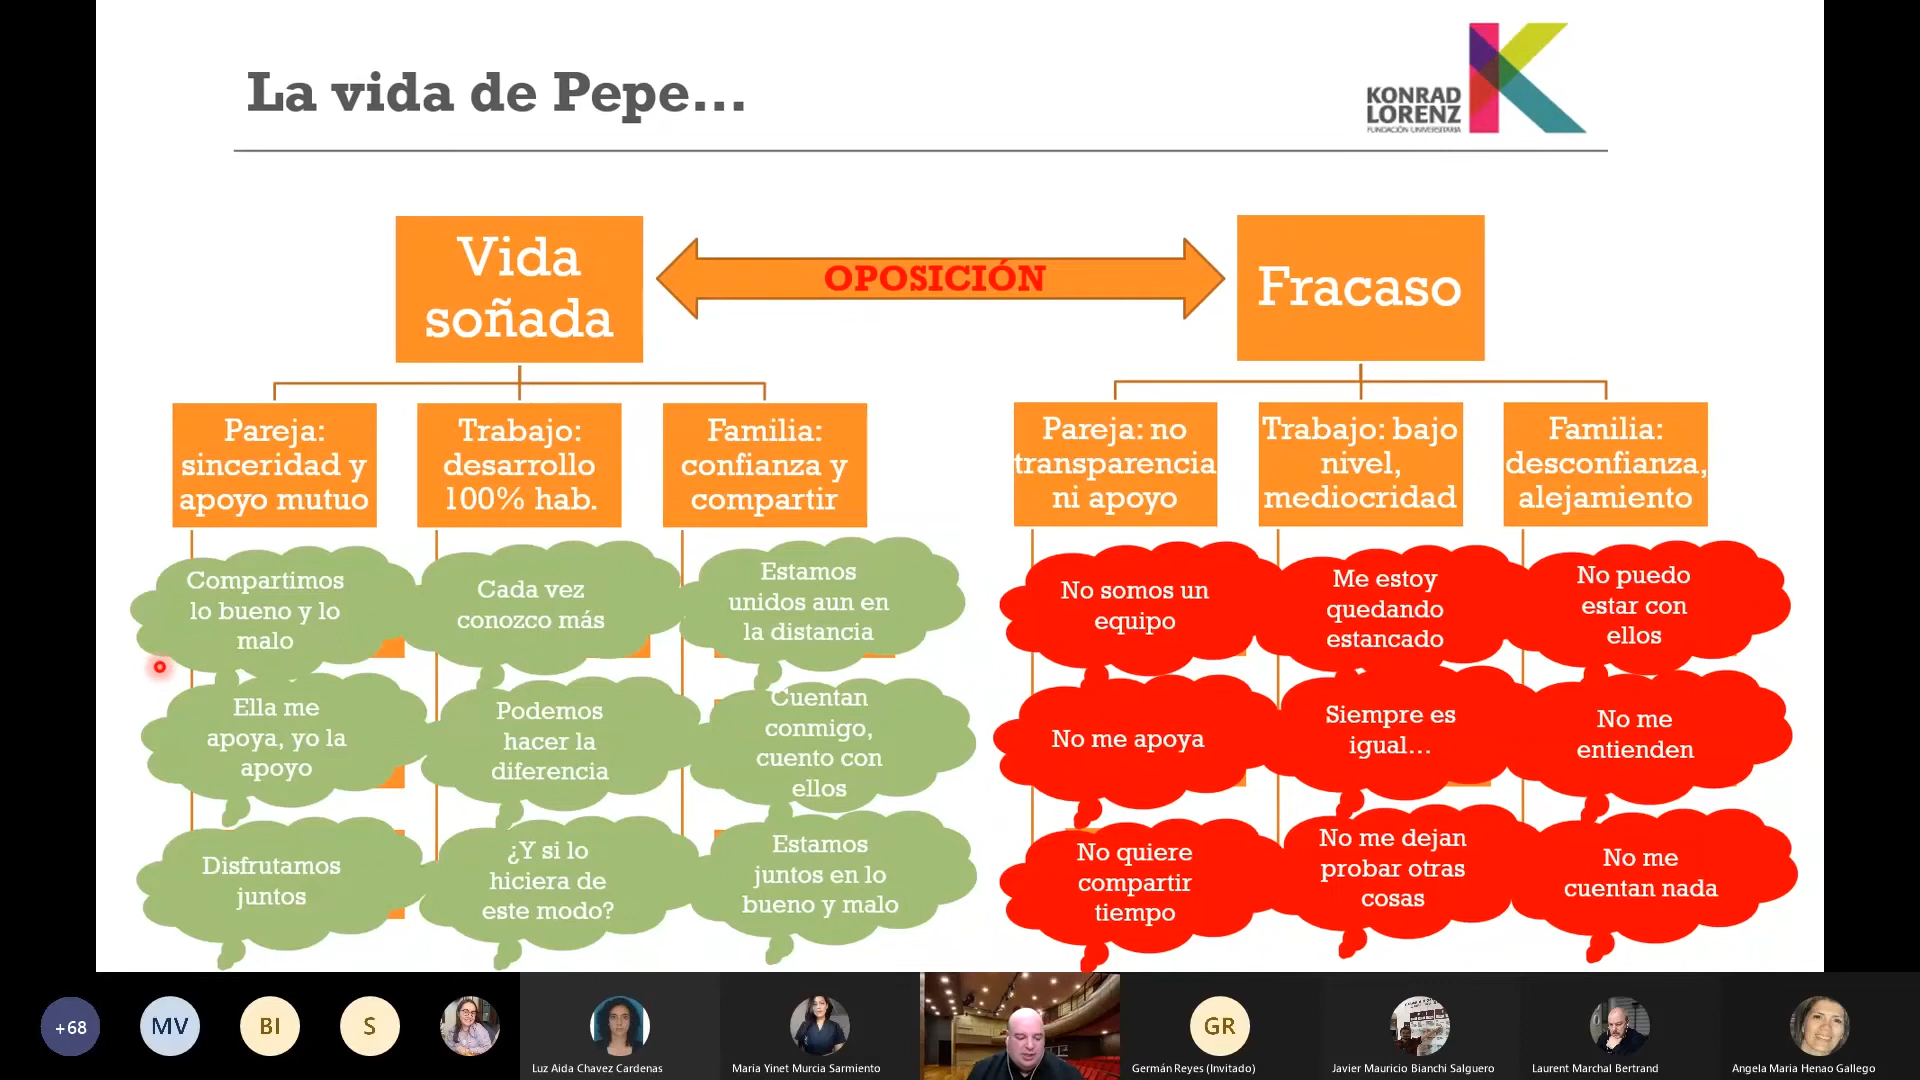 La vida de Pepe...
KONRAD
LORENZ
FUNDACIÓN UNIVERSITARIA
Vida
soñada
OPOSICIÓN
Fracaso
Pareja:
sinceridad y
apoyo mutuo
Trabajo:
desarrollo
100% hab.
Familia:
confianza y
compartir
Pareja: no
transparencia
ni apoyo
Trabajo: bajo
nivel,
mediocridad
Familia:
desconfianza,
alejamiento
Compartimos
lo bueno y lo
malo
Cada vez
conozco más
Estamos
unidos aun en
la distancia
No somos un
equipo
Me estoy
quedando
estancado
No puedo
estar con
ellos
Ella me
apoya, yo la
apoyo
Podemos
hacer la
diferencia
Cuentan
conmigo,
cuento con
ellos
No me apoya
Siempre es
igual...
No me
entienden
Disfrutamos
juntos
¿Y si lo
hiciera de
este modo?
Estamos
juntos en lo
bueno y malo
No quiere
compartir
tiempo
No me dejan
probar otras
cosas
No me
cuentan nada
+68
MV
BI
S
GR
Luz Aida Chavez Cardenas
Maria Yinet Murcia Sarmiento
Germán Reyes (Invitado)
Javier Mauricio Bianchi Salguero
Laurent Marchal Bertrand
Angela Maria Henao Gallego